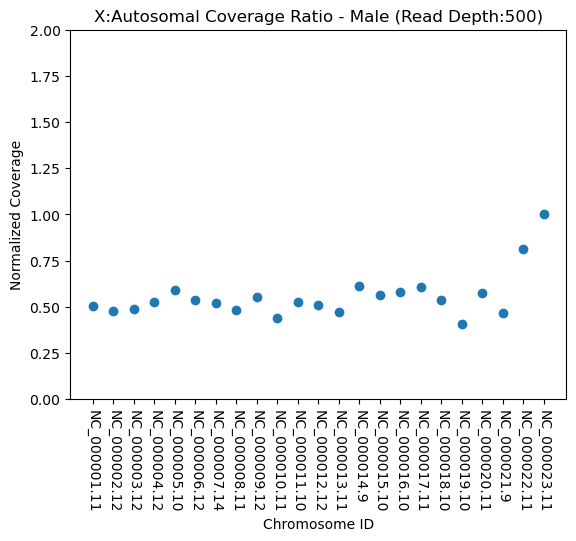 X:Autosomal Coverage Ratio - Male (Read Depth:500)
2.00
1.75
1.50
1.25
1.00
0.75
0.50
0.25
0.00
Normalized Coverage
NC_000001.11
NC_000002.12
NC_000003.12
NC_000004.12
NC_000005.10
NC_000006.12
NC_000007.14
NC_000008.11
NC_000009.12
NC_000010.11
NC_000011.10
NC_000012.12
NC_000013.11
NC_000014.9
NC_000015.10
NC_000016.10
NC_000017.11
NC_000018.10
NC_000019.10
NC_000020.11
NC_000021.9
NC_000022.11
NC_000023.11
Chromosome ID